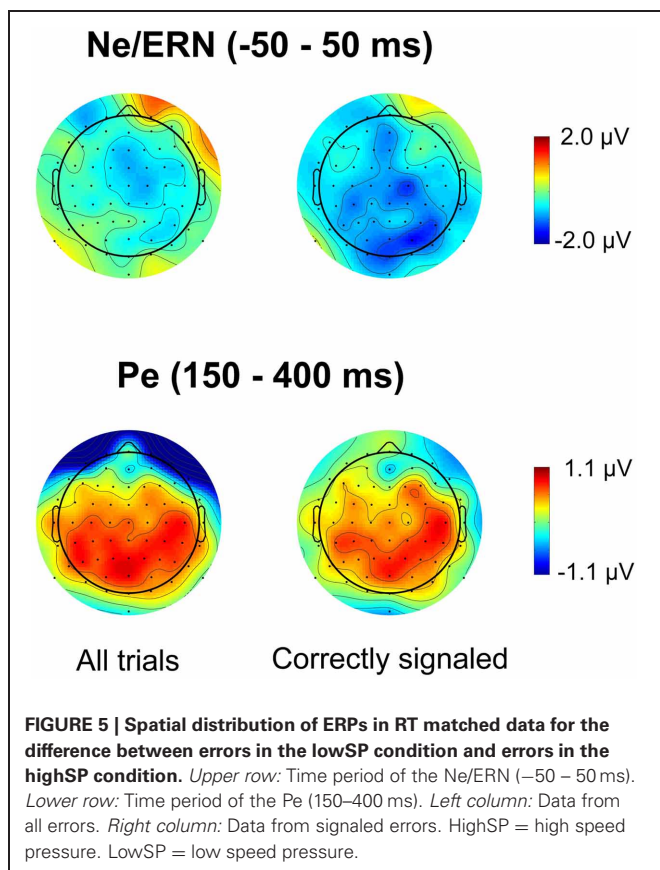 Ne/ERN (-50 - 50 ms)
2.0 µV
-2.0 µV
Pe (150 - 400 ms)
1.1 µV
-1.1 µV
All trials
Correctly signaled
FIGURE 5 | Spatial distribution of ERPs in RT matched data for the
difference between errors in the lowSP condition and errors in the
highSP condition. Upper row: Time period of the Ne/ERN (−50 – 50 ms).
Lower row: Time period of the Pe (150–400 ms). Left column: Data from
all errors. Right column: Data from signaled errors. HighSP = high speed
pressure. LowSP = low speed pressure.